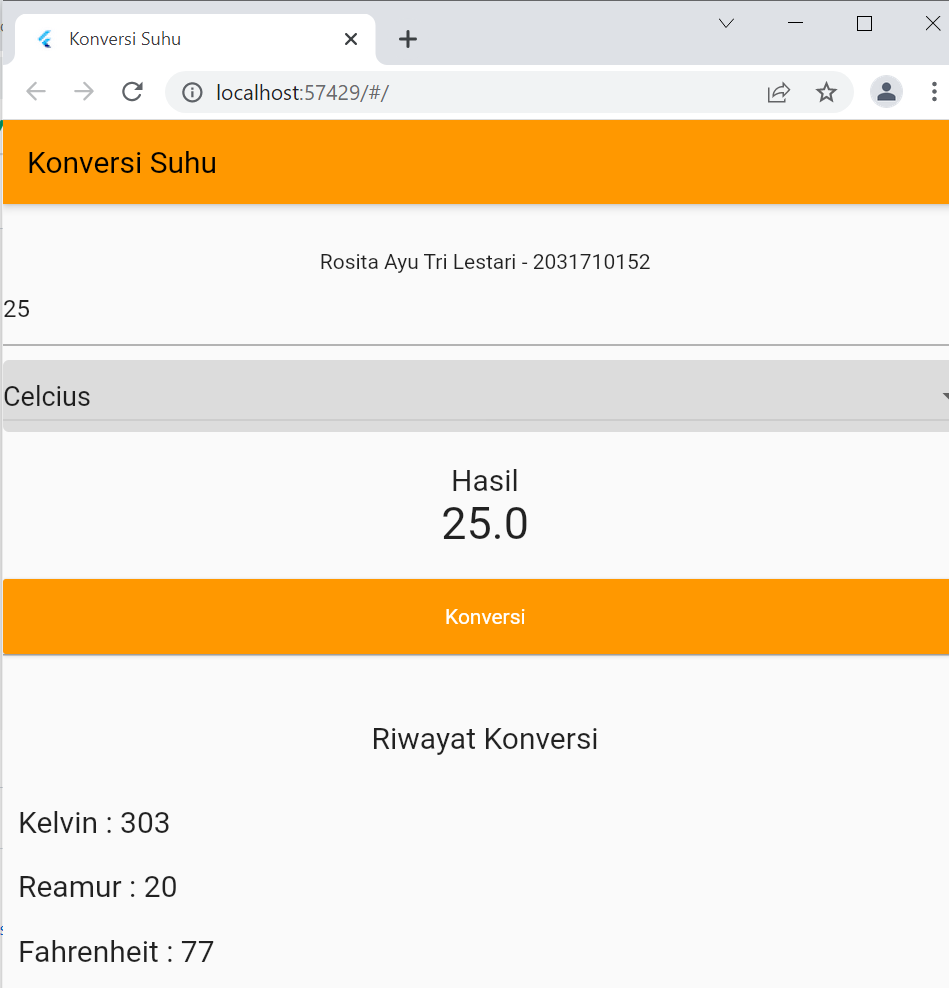 Konversi Suhu
localhost:57429/#/
Konversi Suhu
Rosita Ayu Tri Lestari - 2031710152
25
Celcius
Hasil
25.0
Konversi
Riwayat Konversi
Kelvin : 303
Reamur : 20
Fahrenheit : 77